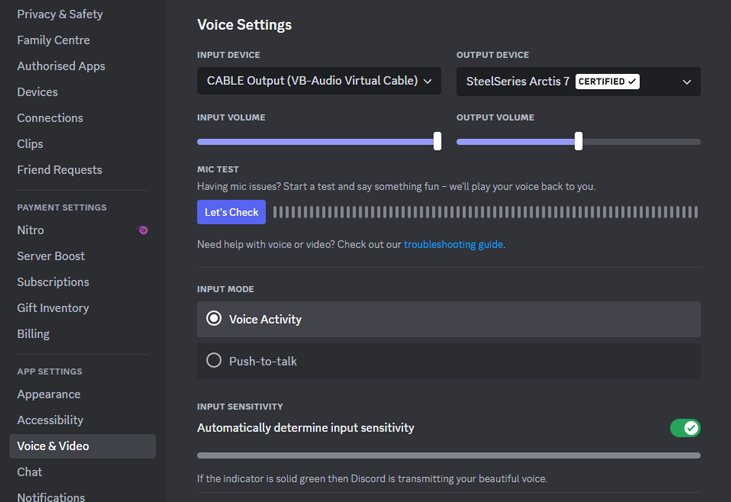 Privacy & Safety
Family Centre
Authorised Apps
Devices
Connections
Clips
Friend Requests
PAYMENT SETTINGS
Nitro
Server Boost
Subscriptions
Gift Inventory
Billing
APP SETTINGS
Appearance
Accessibility
Voice & Video
Chat
Notifications
Voice Settings
INPUT DEVICE
CABLE Output (VB-Audio Virtual Cable)
OUTPUT DEVICE
SteelSeries Arctis 7 CERTIFIED
INPUT VOLUME
OUTPUT VOLUME
MIC TEST
Having mic issues? Start a test and say something fun – we'll play your voice back to you.
Let's Check
Need help with voice or video? Check out our troubleshooting guide.
INPUT MODE
Voice Activity
Push-to-talk
INPUT SENSITIVITY
Automatically determine input sensitivity
If the indicator is solid green then Discord is transmitting your beautiful voice.